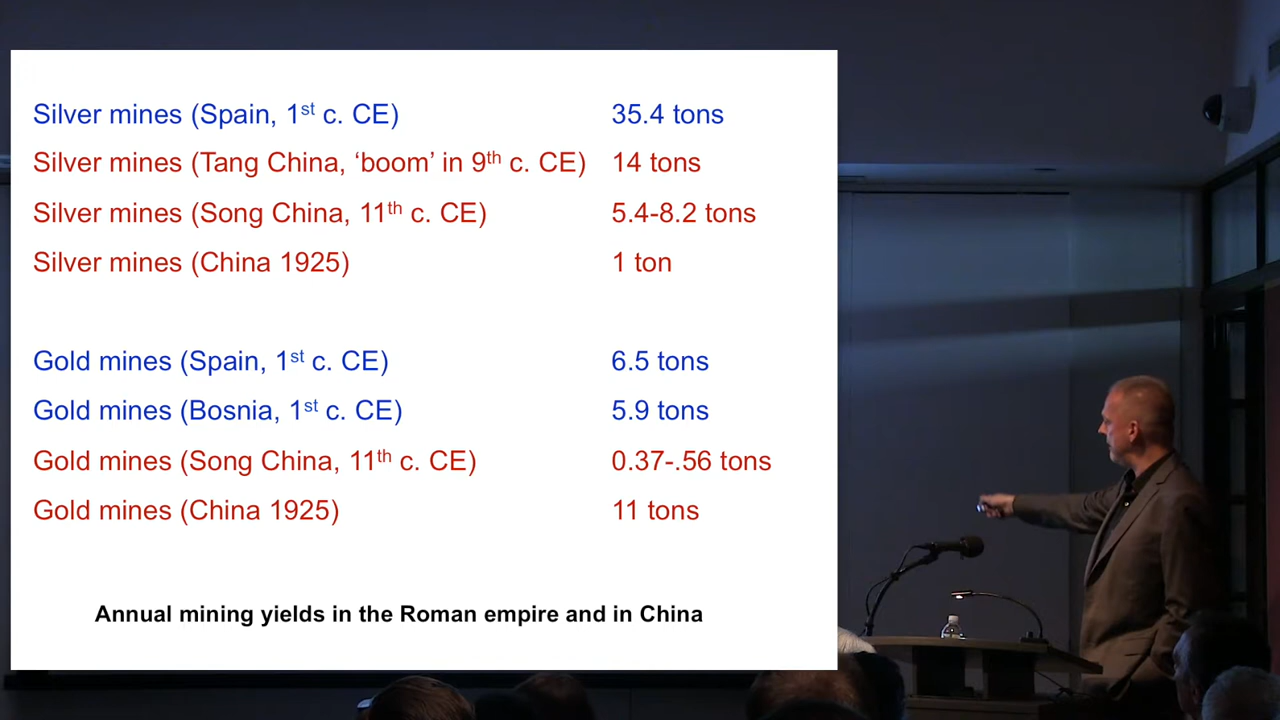 Silver mines (Spain, 1st c. CE) 35.4 tons
Silver mines (Tang China, ‘boom’ in 9th c. CE) 14 tons
Silver mines (Song China, 11th c. CE) 5.4-8.2 tons
Silver mines (China 1925) 1 ton
Gold mines (Spain, 1st c. CE) 6.5 tons
Gold mines (Bosnia, 1st c. CE) 5.9 tons
Gold mines (Song China, 11th c. CE) 0.37-.56 tons
Gold mines (China 1925) 11 tons
Annual mining yields in the Roman empire and in China